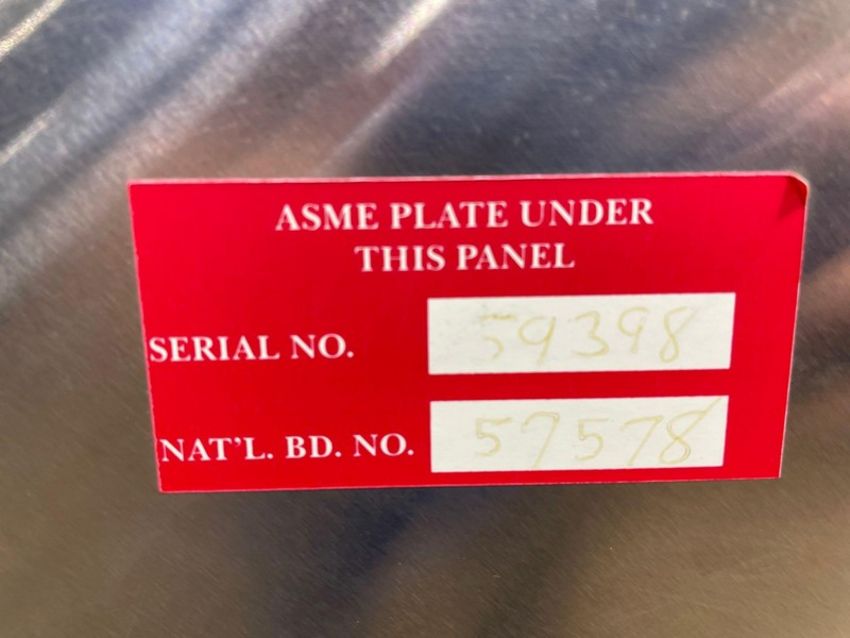 ASME PLATE UNDER
THIS PANEL
SERIAL NO. 59398
NAT'L. BD. NO. 57578